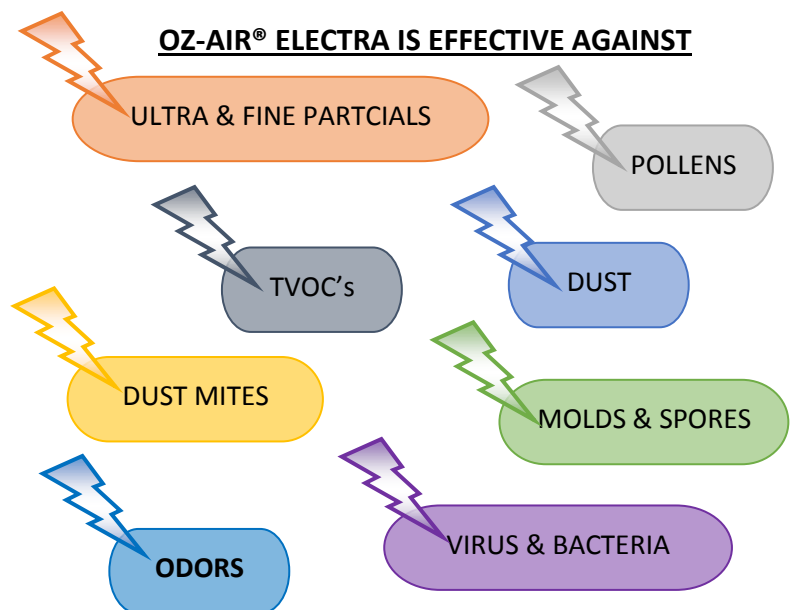 OZ-AIR® ELECTRA IS EFFECTIVE AGAINST
ULTRA & FINE PARTCIALS
POLLENS
TVOC’s
DUST
DUST MITES
MOLDS & SPORES
ODORS
VIRUS & BACTERIA